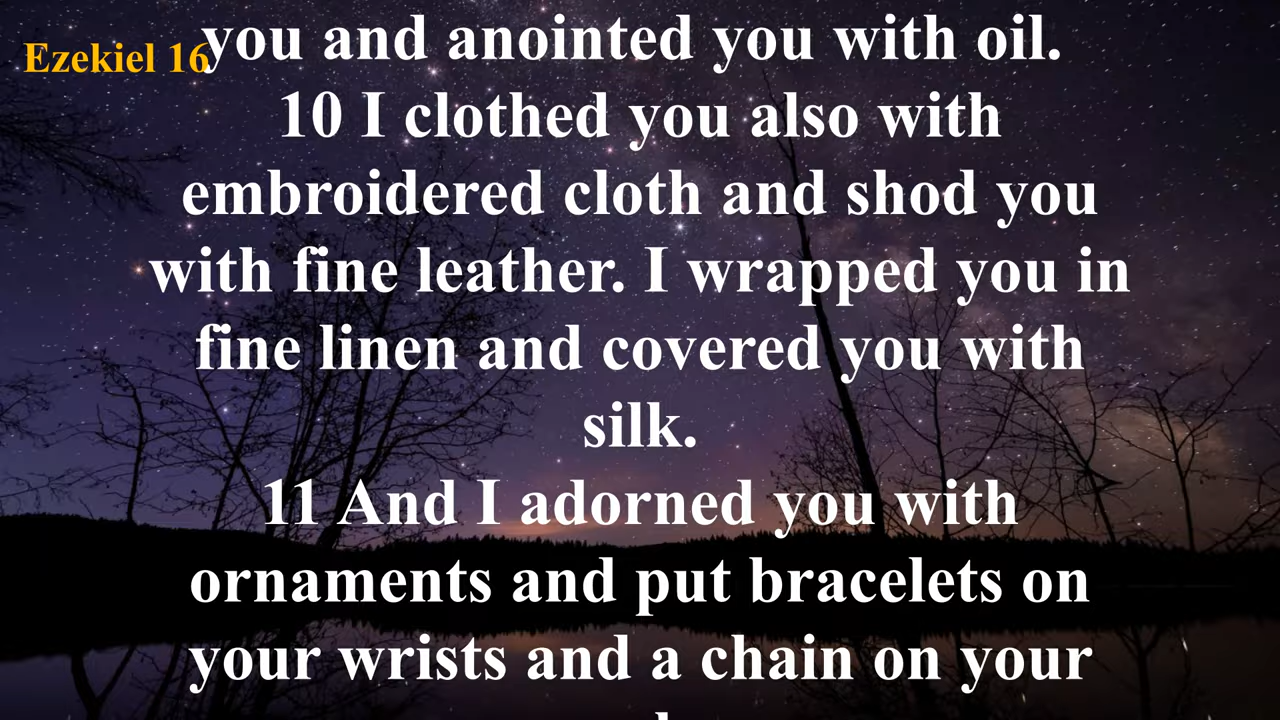 Ezekiel 16
you and anointed you with oil.
10 I clothed you also with
embroidered cloth and shod you
with fine leather. I wrapped you in
fine linen and covered you with
silk.
11 And I adorned you with
ornaments and put bracelets on
your wrists and a chain on your